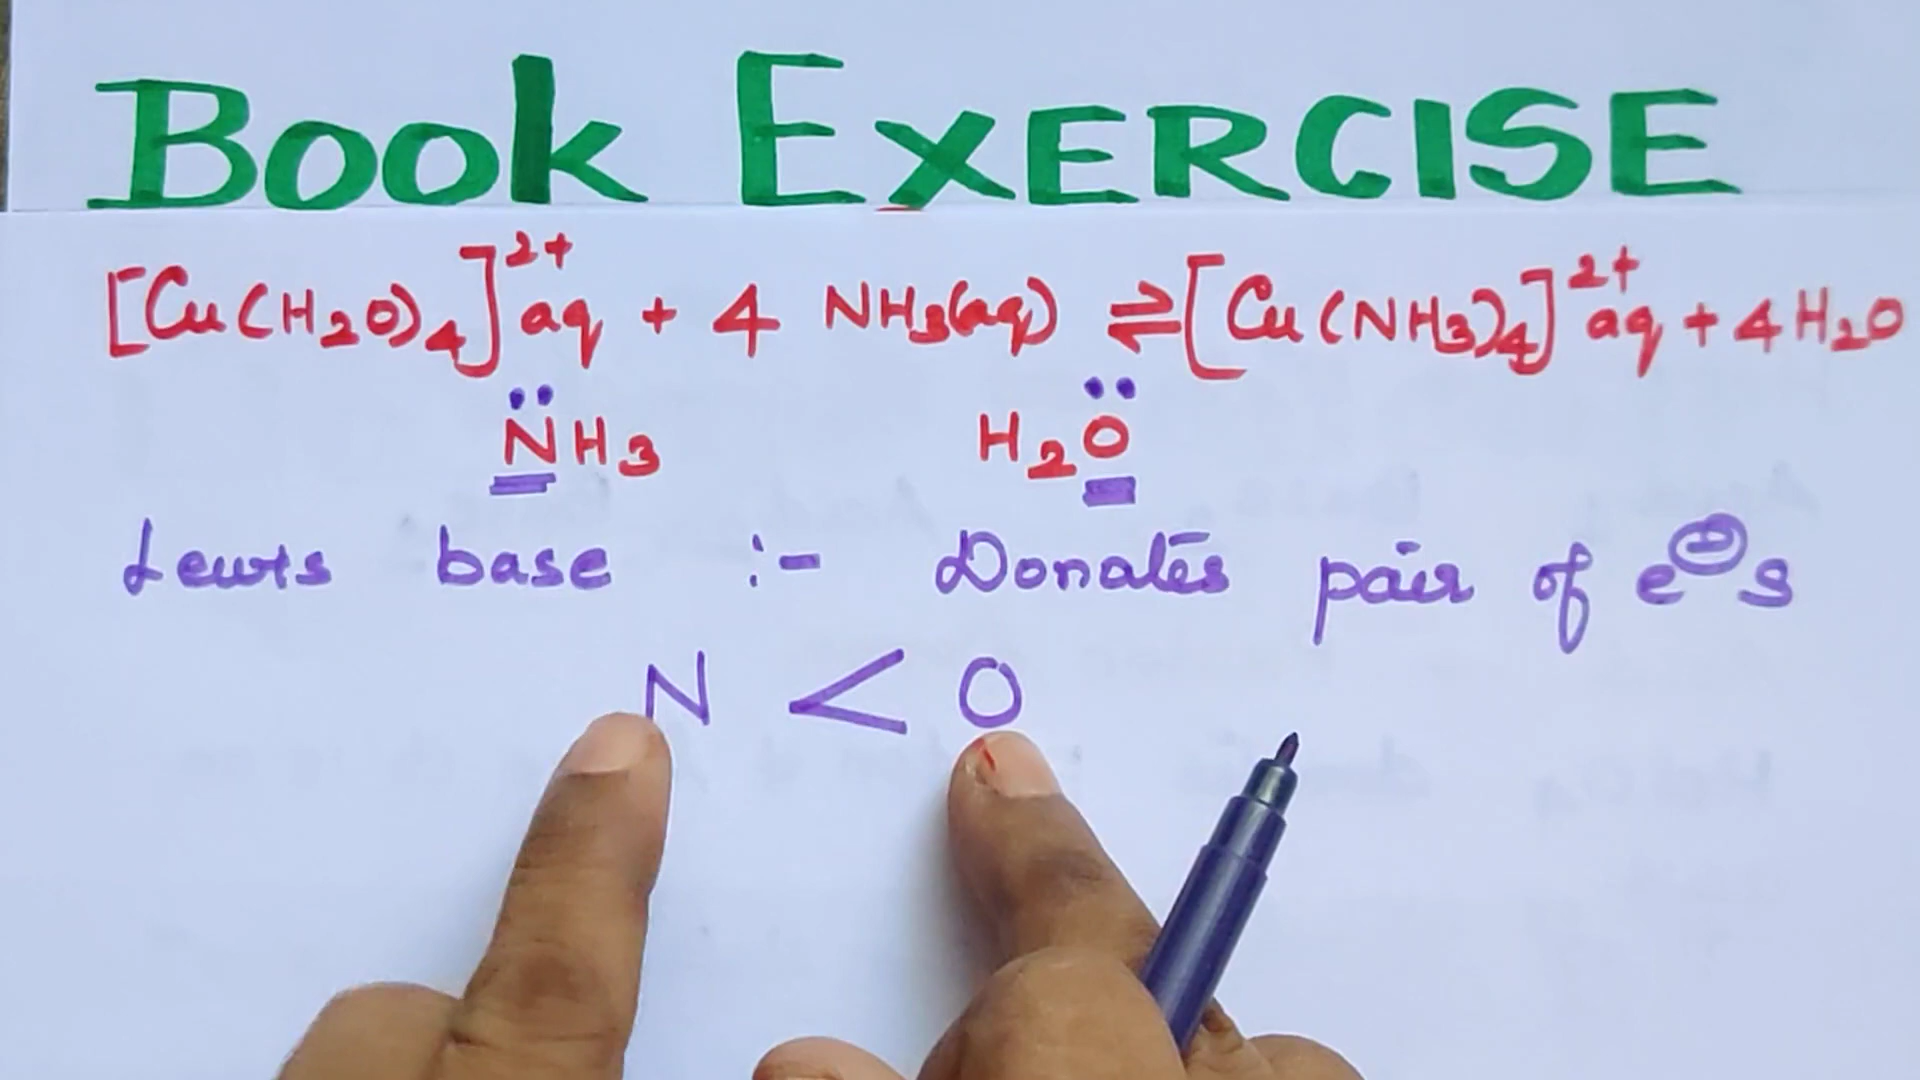 BOOK EXERCISE
[Cu(H₂O)₄]²⁺aq + 4 NH₃(aq) ⇌ [Cu(NH₃)₄]²⁺aq + 4H₂O
N̈H₃ H₂Ö
Lewis base :- Donates pair of e⊖s
N < O